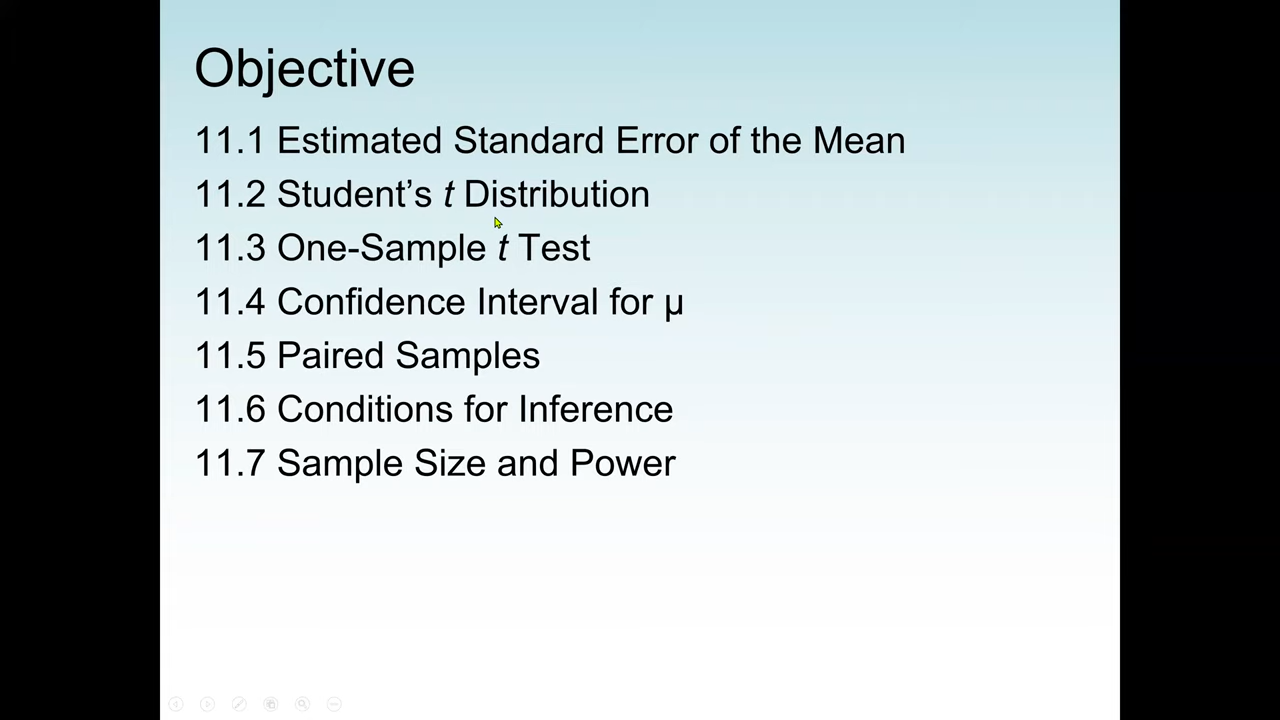 Objective
11.1 Estimated Standard Error of the Mean
11.2 Student’s t Distribution
11.3 One-Sample t Test
11.4 Confidence Interval for μ
11.5 Paired Samples
11.6 Conditions for Inference
11.7 Sample Size and Power